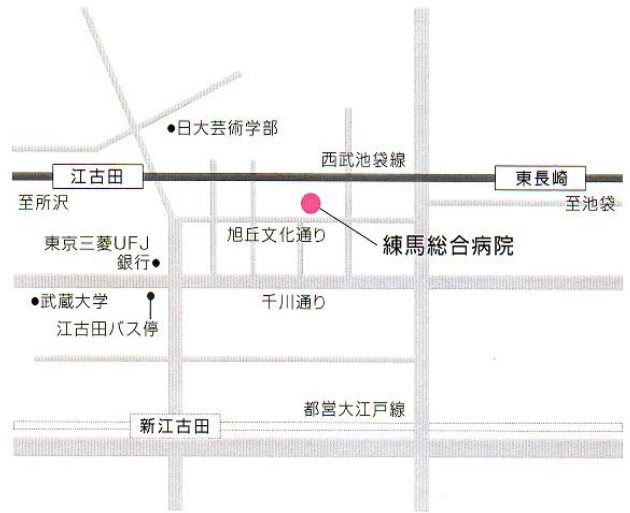 ●日大芸術学部
西武池袋線
江古田
東長崎
至所沢
至池袋
旭丘文化通り
練馬総合病院
東京三菱UFJ
銀行●
●武蔵大学
千川通り
江古田バス停
都営大江戸線
新江古田